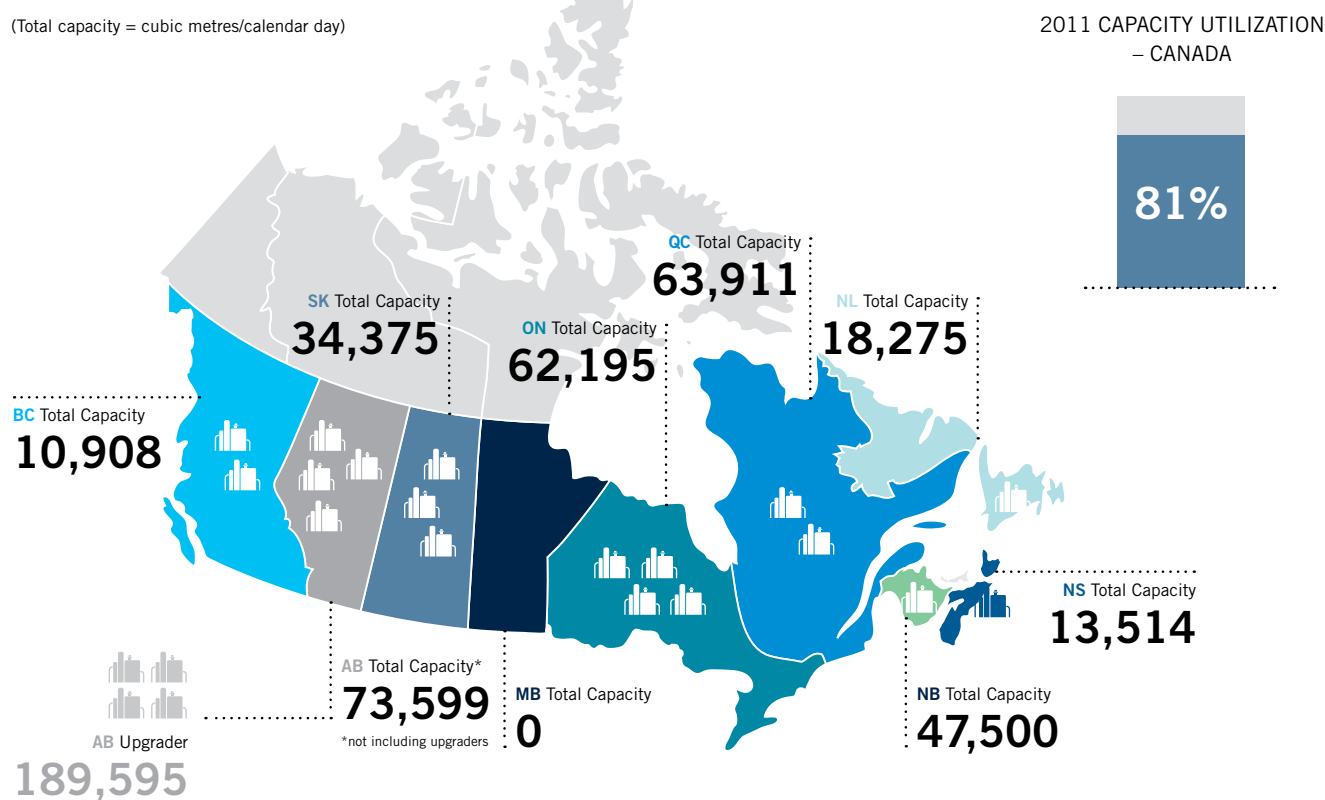 (Total capacity = cubic metres/calendar day)
2011 CAPACITY UTILIZATION
– CANADA
81%
QC Total Capacity
63,911
SK Total Capacity
34,375
NL Total Capacity
18,275
ON Total Capacity
62,195
BC Total Capacity
10,908
NS Total Capacity
13,514
AB Total Capacity*
73,599
*not including upgraders
MB Total Capacity
0
NB Total Capacity
47,500
AB Upgrader
189,595